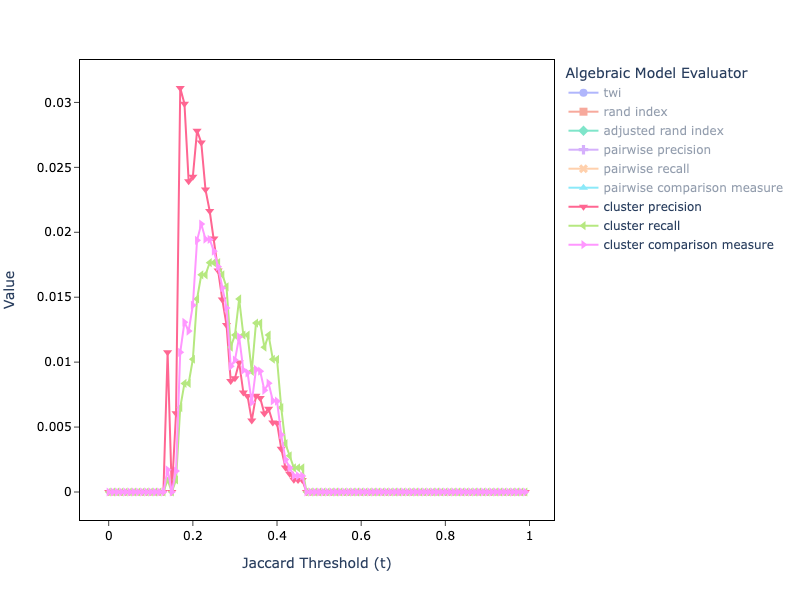 Algebraic Model Evaluator
twi
rand index
adjusted rand index
pairwise precision
pairwise recall
pairwise comparison measure
cluster precision
cluster recall
cluster comparison measure
Value
0.03
0.025
0.02
0.015
0.01
0.005
0
0 0.2 0.4 0.6 0.8 1
Jaccard Threshold (t)